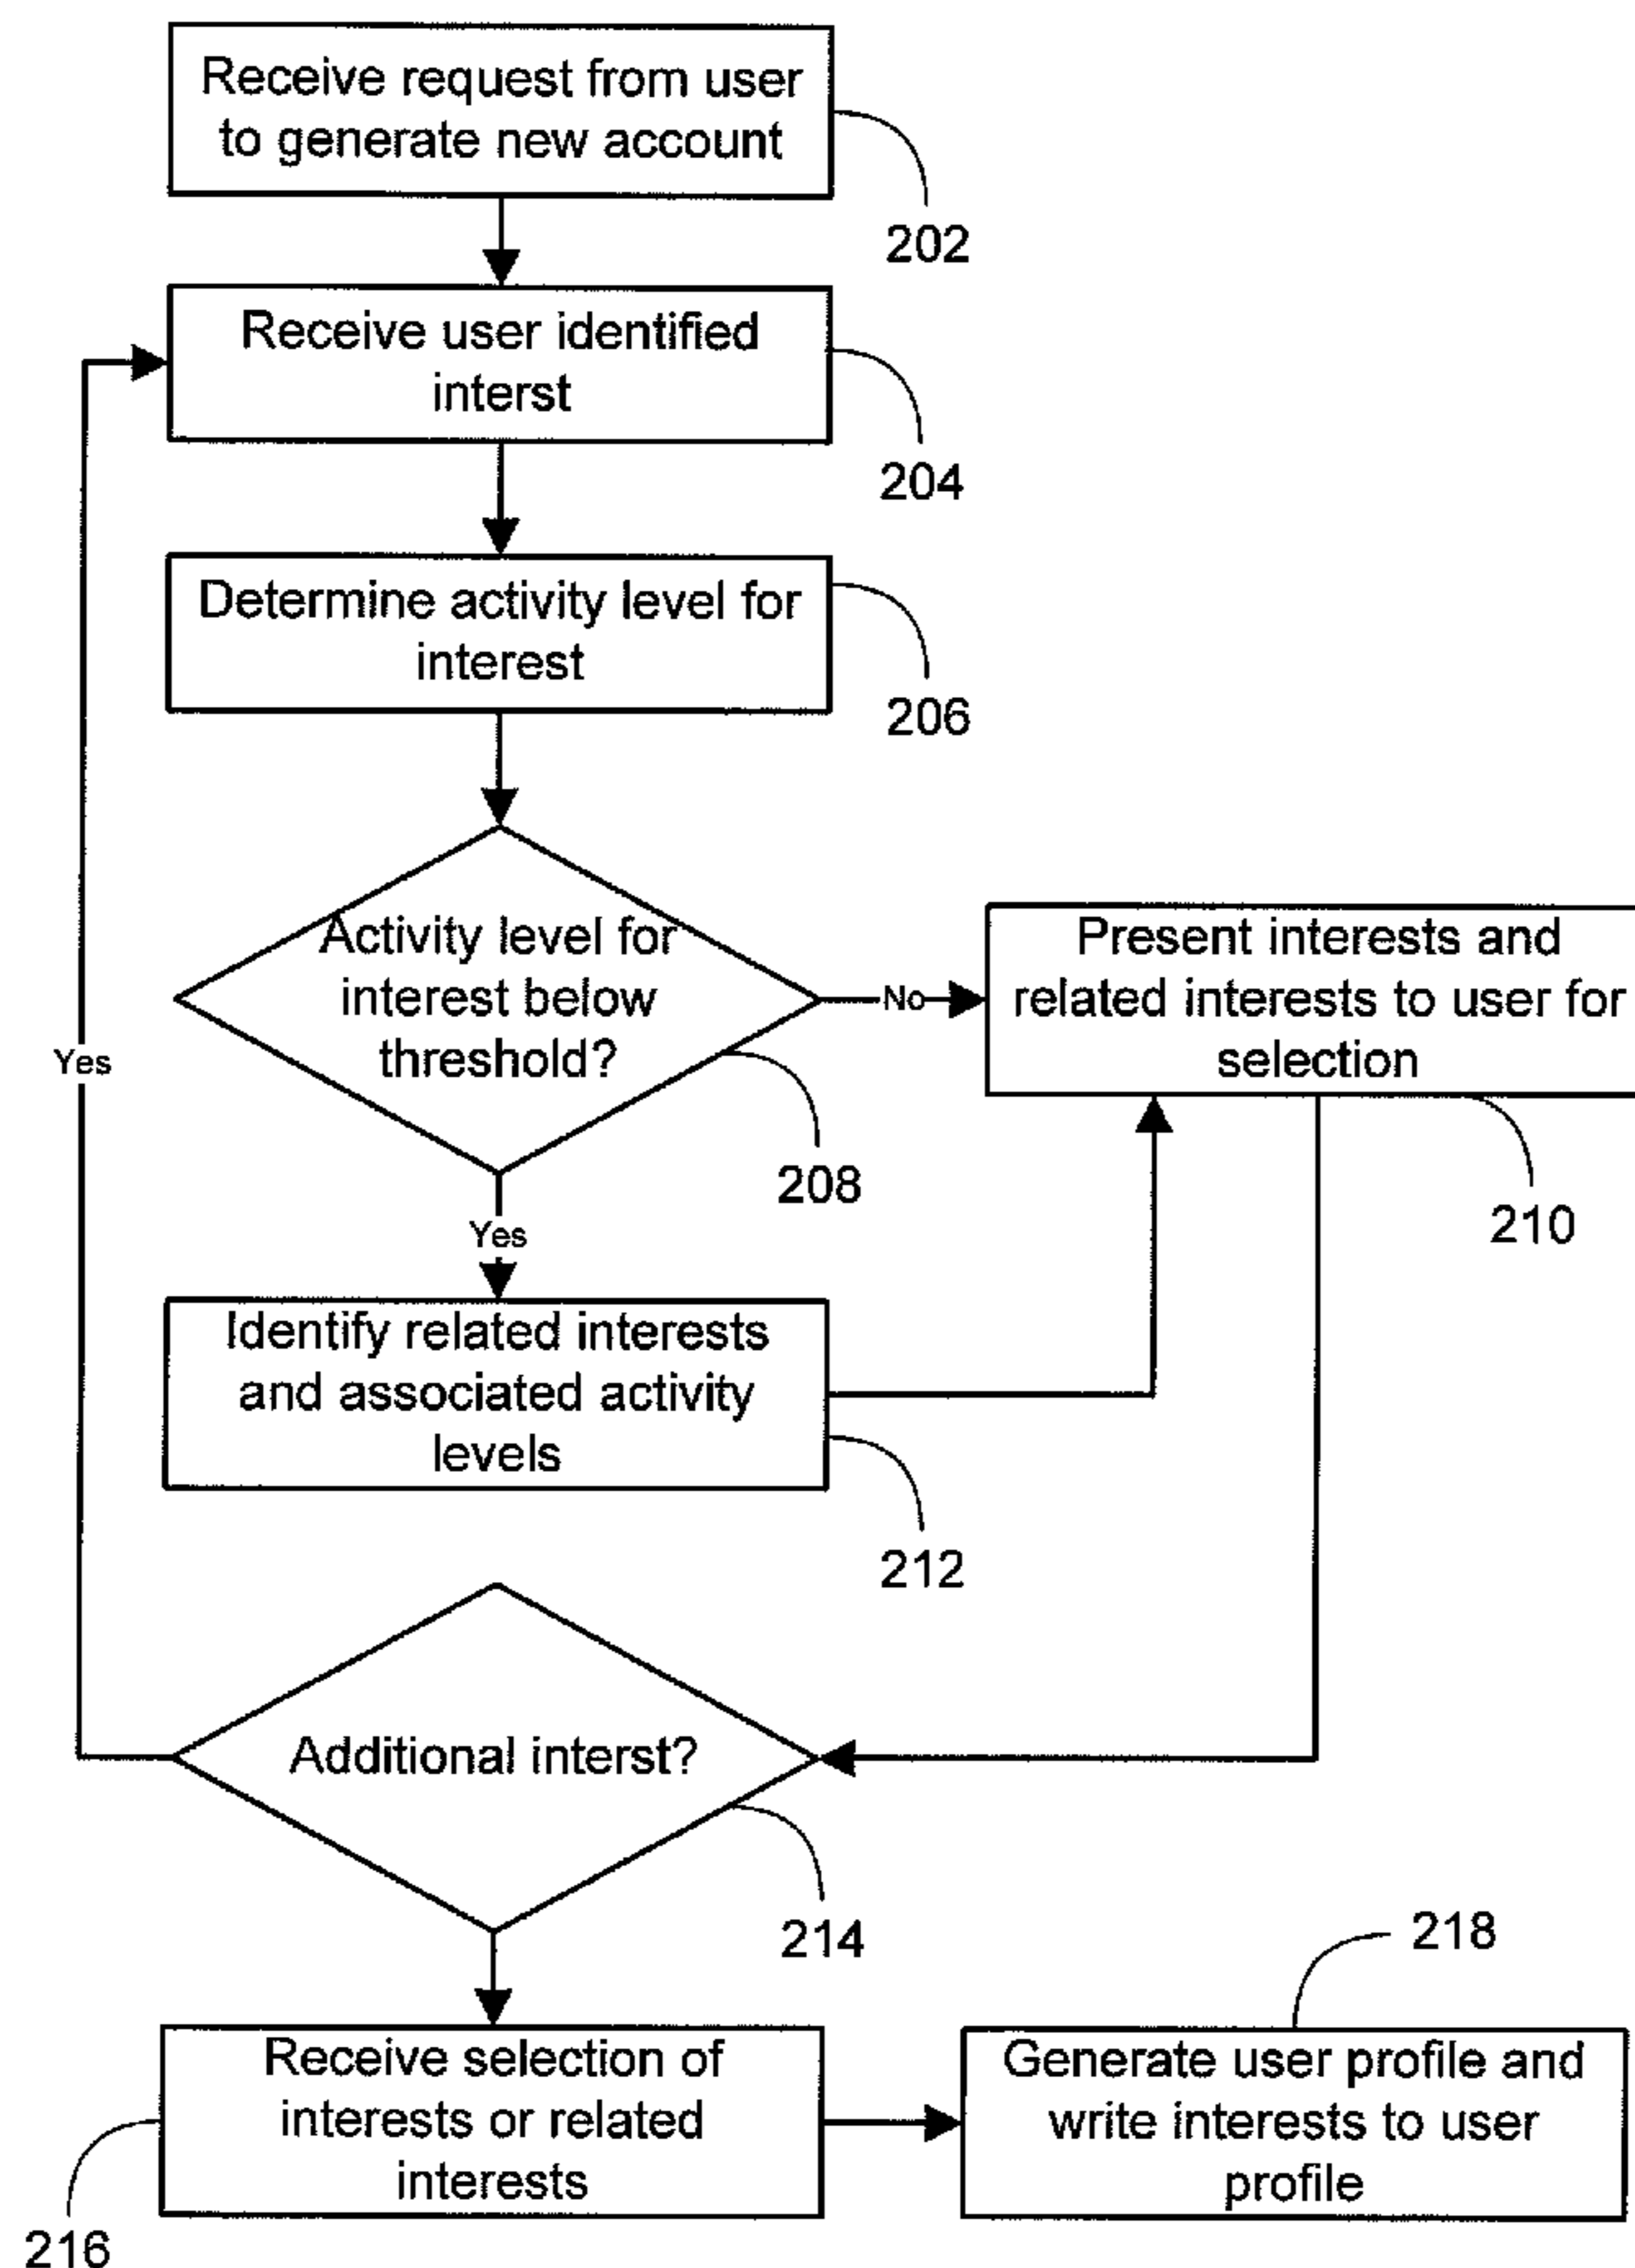 Receive request from user
to generate new account
202
Receive user identified
interst
204
Determine activity level for
interest
206
Activity level for
interest below
threshold?
208
No
Present interests and
related interests to user for
selection
210
Yes
Yes
Identify related interests
and associated activity
levels
212
Additional interst?
214
Receive selection of
interests or related
interests
216
218
Generate user profile and
write interests to user
profile